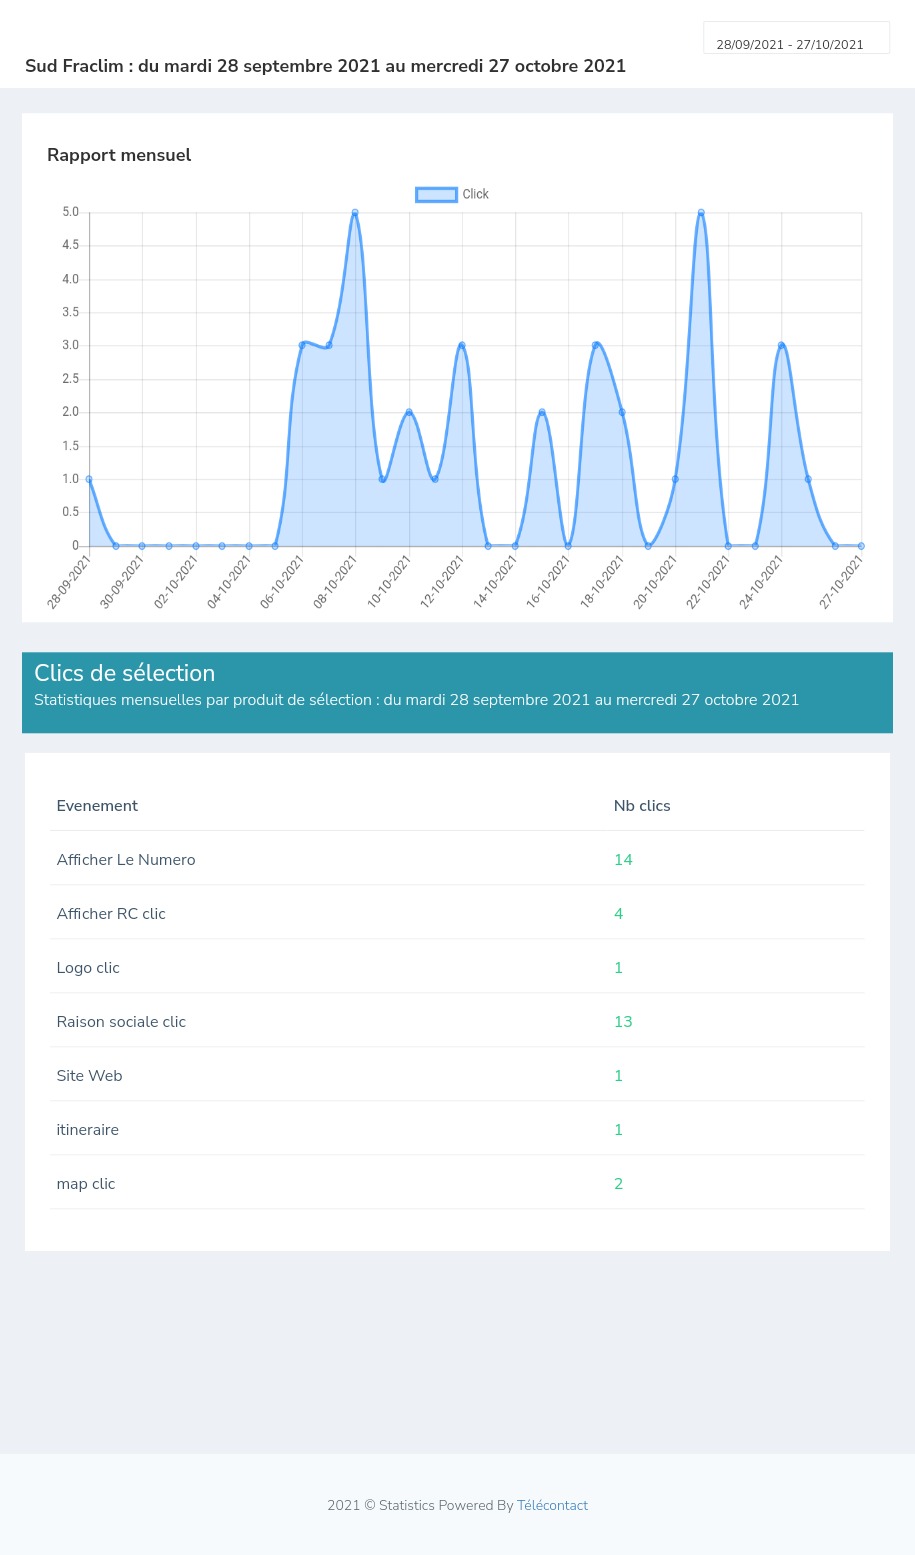 28/09/2021 - 27/10/2021
Sud Fraclim : du mardi 28 septembre 2021 au mercredi 27 octobre 2021
Rapport mensuel
Click
5.0
4.5
4.0
3.5
3.0
2.5
2.0
1.5
1.0
0.5
0
28-09-2021
30-09-2021
02-10-2021
04-10-2021
06-10-2021
08-10-2021
10-10-2021
12-10-2021
14-10-2021
16-10-2021
18-10-2021
20-10-2021
22-10-2021
24-10-2021
27-10-2021
Clics de sélection
Statistiques mensuelles par produit de sélection : du mardi 28 septembre 2021 au mercredi 27 octobre 2021
Evenement Nb clics
Afficher Le Numero 14
Afficher RC clic 4
Logo clic 1
Raison sociale clic 13
Site Web 1
itineraire 1
map clic 2
2021 © Statistics Powered By Télécontact